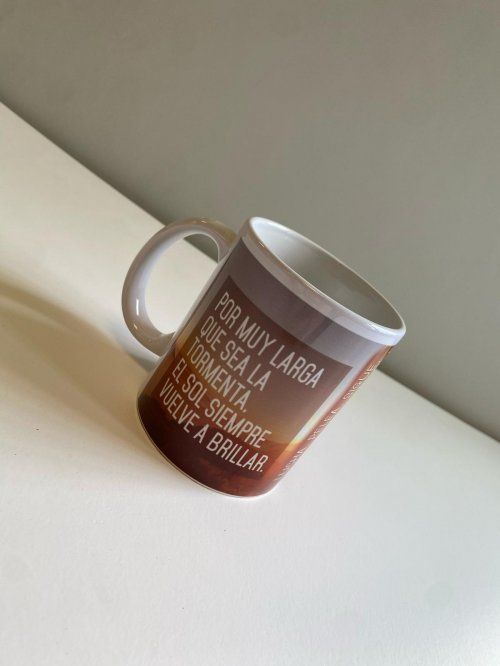 POR MUY LARGA
QUE SEA LA
TORMENTA,
EL SOL SIEMPRE
VUELVE A BRILLAR.